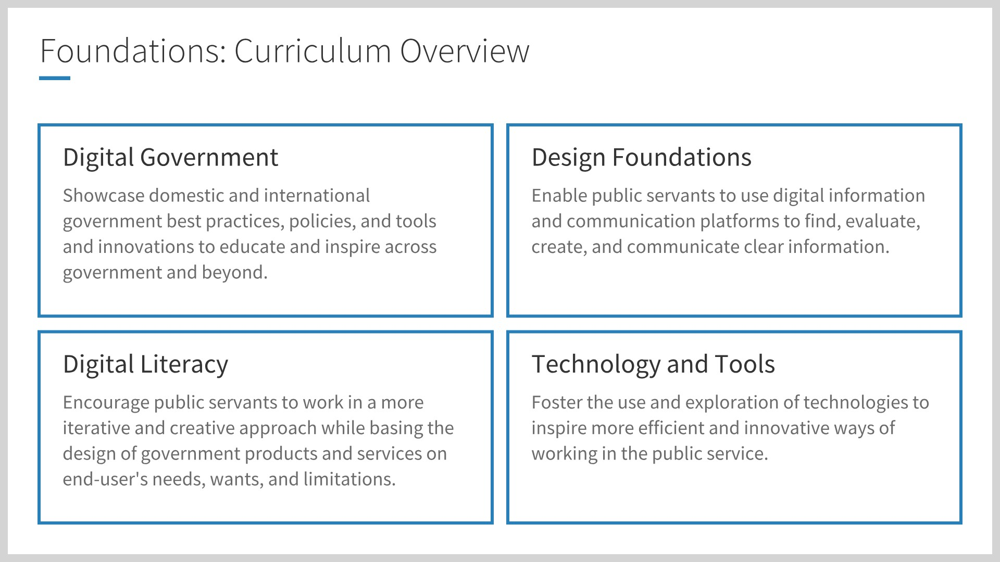 Foundations: Curriculum Overview
Digital Government
Showcase domestic and international
government best practices, policies, and tools
and innovations to educate and inspire across
government and beyond.
Design Foundations
Enable public servants to use digital information
and communication platforms to find, evaluate,
create, and communicate clear information.
Digital Literacy
Encourage public servants to work in a more
iterative and creative approach while basing the
design of government products and services on
end-user's needs, wants, and limitations.
Technology and Tools
Foster the use and exploration of technologies to
inspire more efficient and innovative ways of
working in the public service.